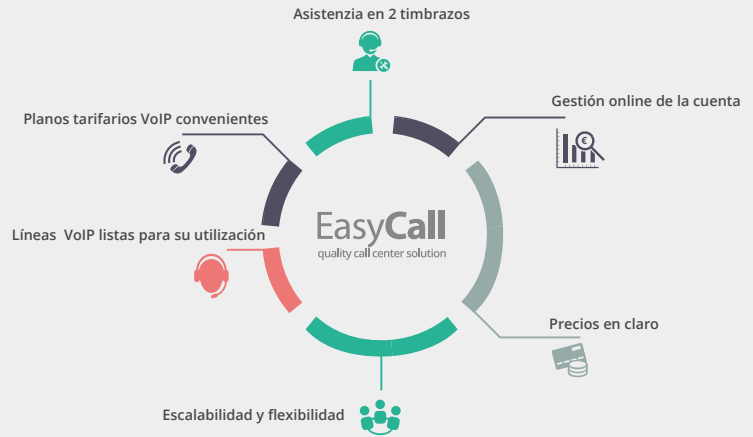 Asistenzia en 2 timbrazos
Gestión online de la cuenta
€
Planos tarifarios VoIP convenientes
EasyCall
quality call center solution
Líneas VoIP listas para su utilización
Precios en claro
Escalabilidad y flexibilidad